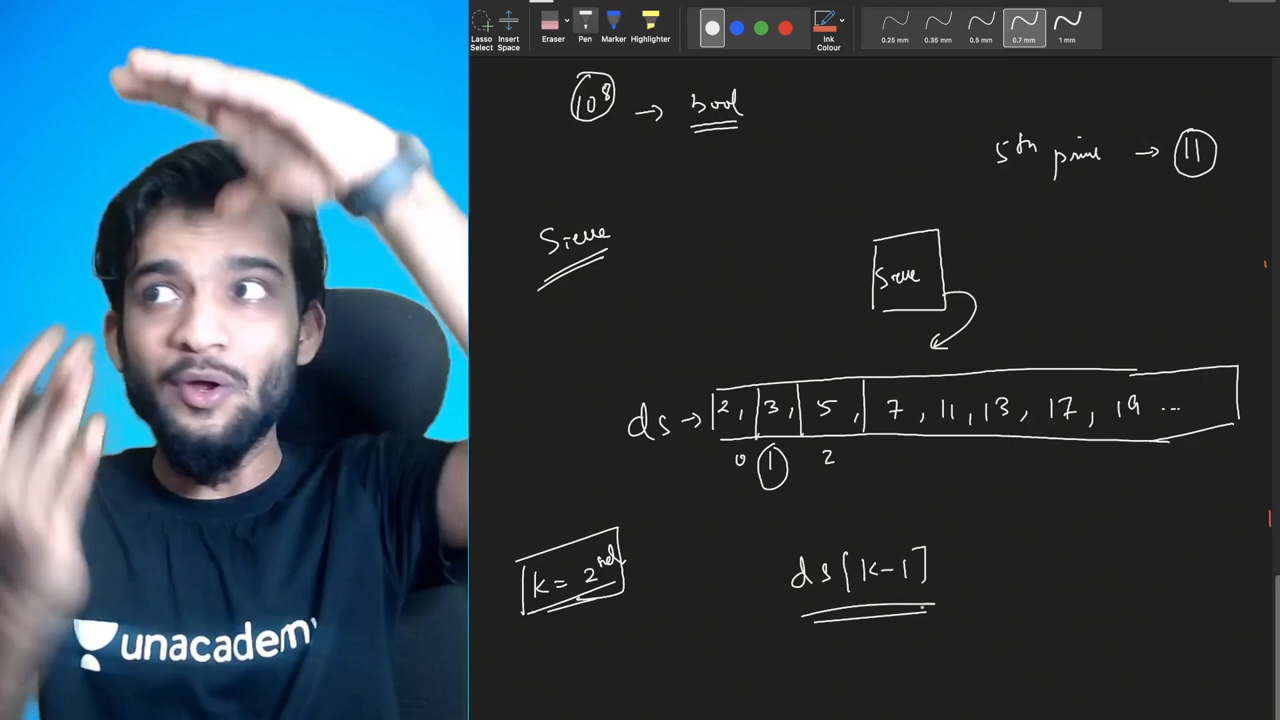 Lasso Select
Insert Space
Eraser
Pen
Marker
Highlighter
Ink Colour
0.25 mm
0.35 mm
0.5 mm
0.7 mm
1 mm
10⁸ → bool
5th prime → 11
Sieve
Sieve
ds → 2, 3, 5, 7, 11, 13, 17, 19 ...
0 1 2
K = 2nd
ds[K-1]
unacademy